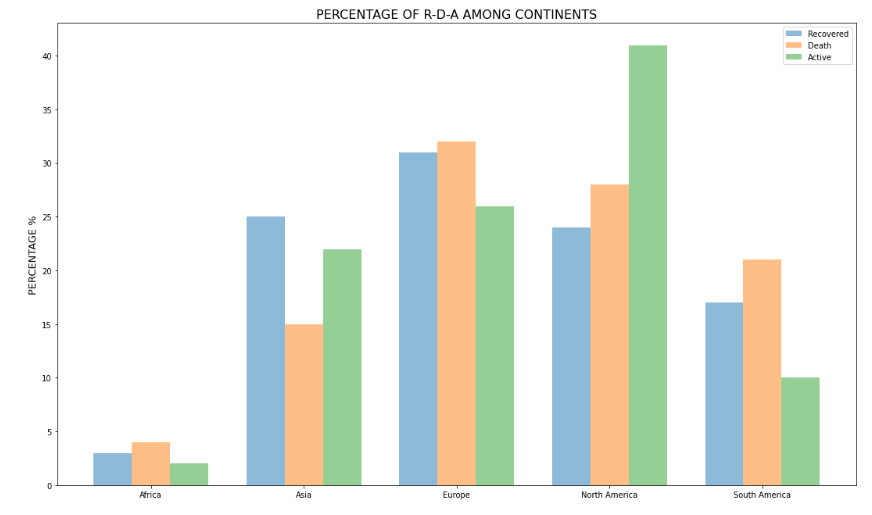 PERCENTAGE OF R-D-A AMONG CONTINENTS
Recovered
Death
Active
PERCENTAGE %
40
35
30
25
20
15
10
5
0
Africa Asia Europe North America South America